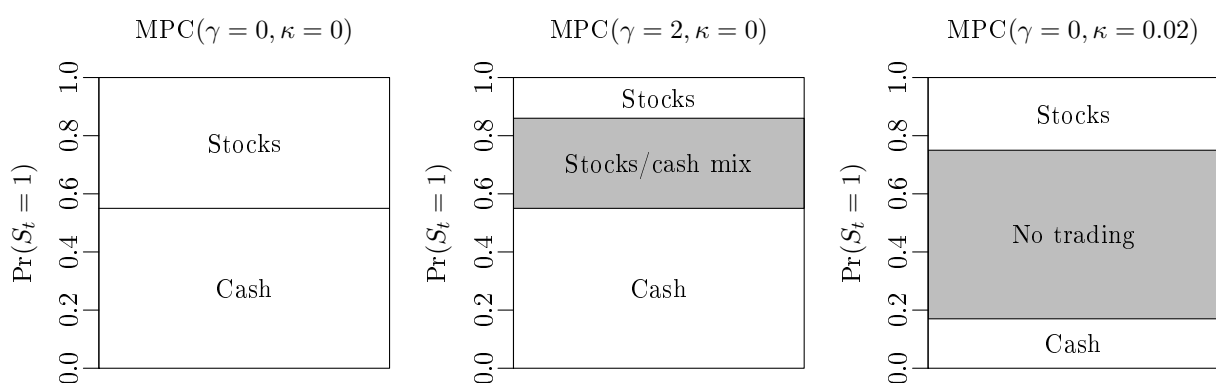 MPC(γ = 0, κ = 0)
Pr(S_t = 1)
1.0
0.8
0.6
0.4
0.2
0.0
Stocks
Cash
MPC(γ = 2, κ = 0)
Pr(S_t = 1)
1.0
0.8
0.6
0.4
0.2
0.0
Stocks
Stocks/cash mix
Cash
MPC(γ = 0, κ = 0.02)
Pr(S_t = 1)
1.0
0.8
0.6
0.4
0.2
0.0
Stocks
No trading
Cash